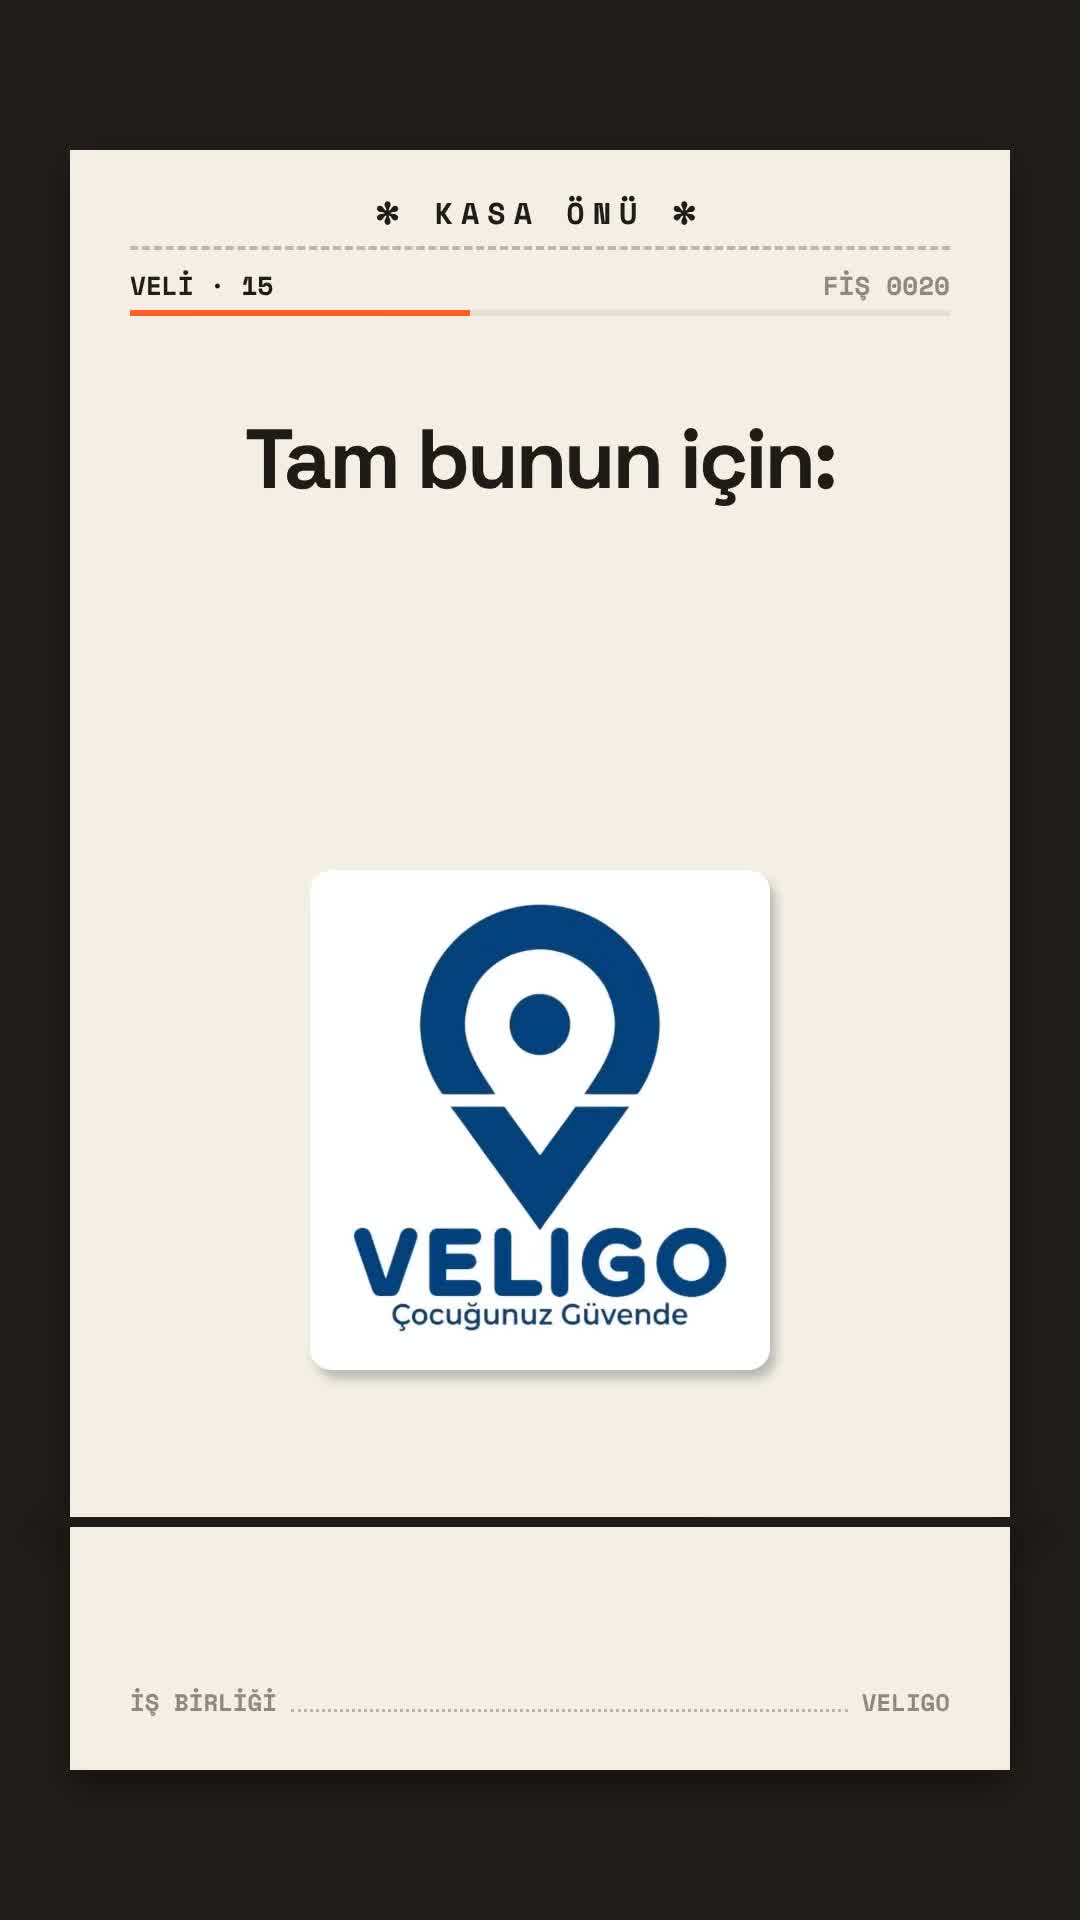 ✻ KASA ÖNÜ ✻
VELİ · 15
FİŞ 0020
Tam bunun için:
VELIGO
Çocuğunuz Güvende
İŞ BİRLİĞİ
VELIGO